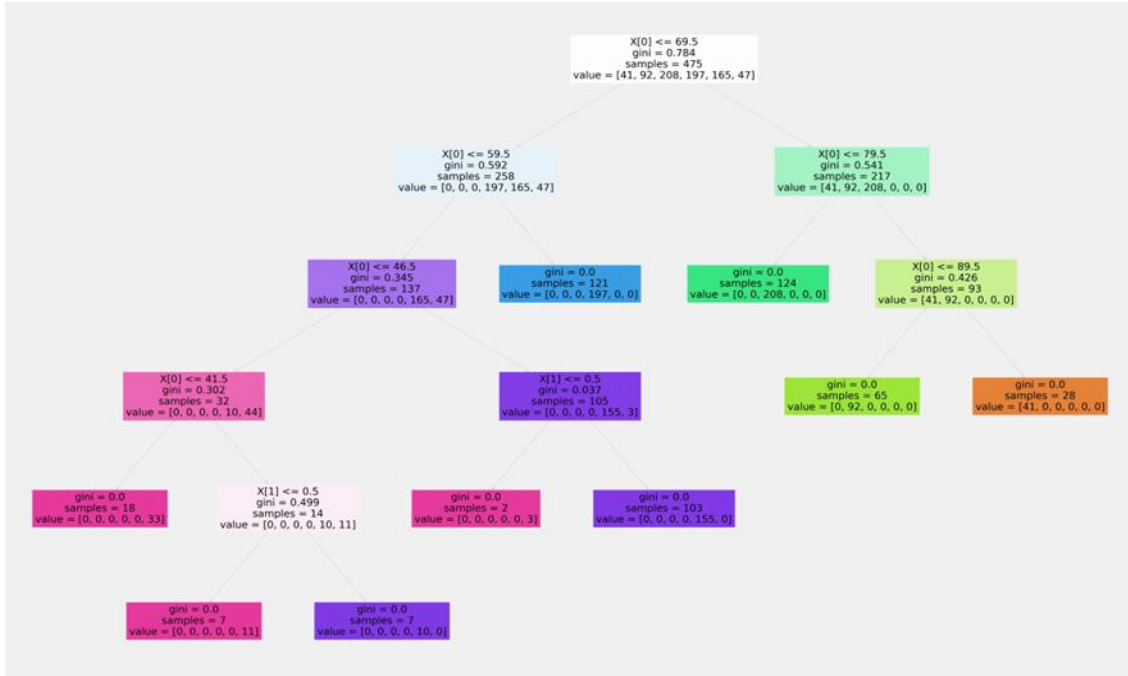 X[0] <= 69.5
gini = 0.784
samples = 475
value = [41, 92, 208, 197, 165, 47]
X[0] <= 59.5
gini = 0.592
samples = 258
value = [0, 0, 0, 197, 165, 47]
X[0] <= 79.5
gini = 0.541
samples = 217
value = [41, 92, 208, 0, 0, 0]
X[0] <= 46.5
gini = 0.345
samples = 137
value = [0, 0, 0, 0, 165, 47]
gini = 0.0
samples = 121
value = [0, 0, 0, 197, 0, 0]
gini = 0.0
samples = 124
value = [0, 0, 208, 0, 0, 0]
X[0] <= 89.5
gini = 0.426
samples = 93
value = [41, 92, 0, 0, 0, 0]
X[0] <= 41.5
gini = 0.302
samples = 32
value = [0, 0, 0, 0, 10, 44]
X[1] <= 0.5
gini = 0.037
samples = 105
value = [0, 0, 0, 0, 155, 3]
gini = 0.0
samples = 65
value = [0, 92, 0, 0, 0, 0]
gini = 0.0
samples = 28
value = [41, 0, 0, 0, 0, 0]
gini = 0.0
samples = 18
value = [0, 0, 0, 0, 0, 33]
X[1] <= 0.5
gini = 0.499
samples = 14
value = [0, 0, 0, 0, 10, 11]
gini = 0.0
samples = 2
value = [0, 0, 0, 0, 0, 3]
gini = 0.0
samples = 103
value = [0, 0, 0, 0, 155, 0]
gini = 0.0
samples = 7
value = [0, 0, 0, 0, 0, 11]
gini = 0.0
samples = 7
value = [0, 0, 0, 0, 10, 0]